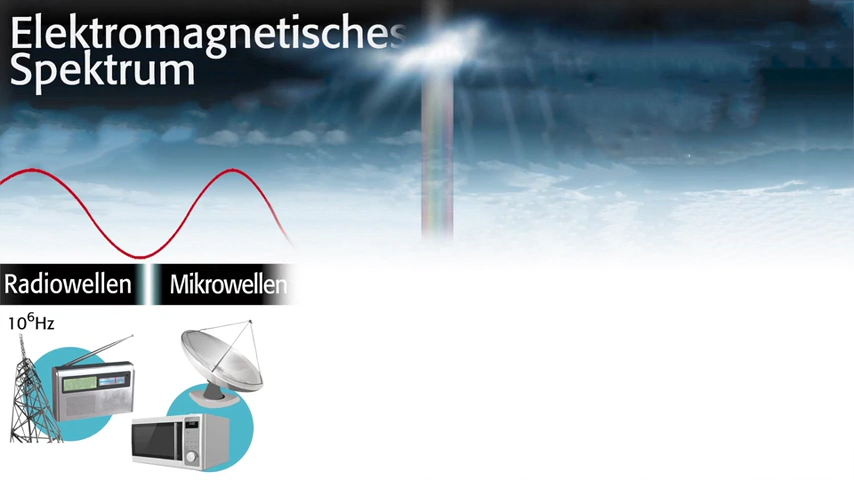 Elektromagnetisches
Spektrum
Radiowellen
Mikrowellen
10⁶Hz